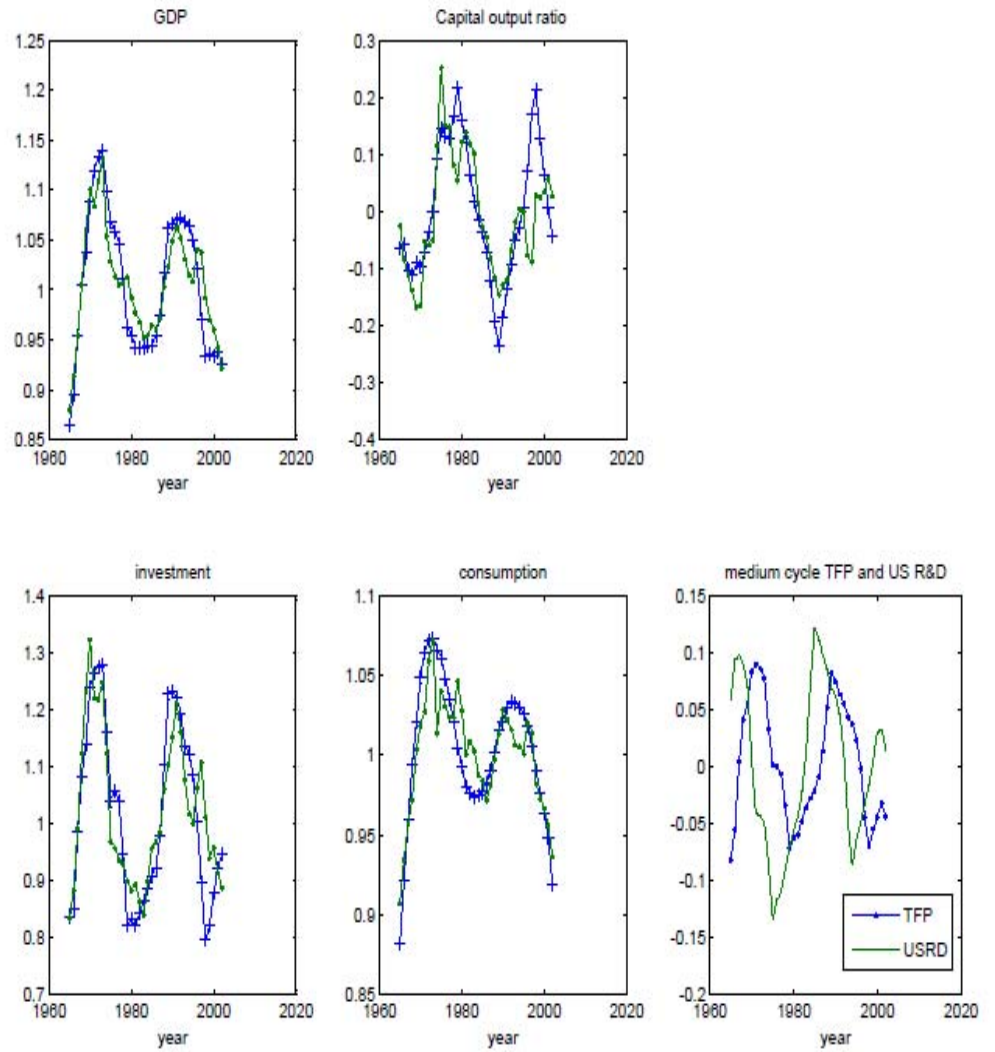 GDP
1.25
1.2
1.15
1.1
1.05
1
0.95
0.9
0.85
1960 1980 2000 2020
year
Capital output ratio
0.3
0.2
0.1
0
-0.1
-0.2
-0.3
-0.4
1960 1980 2000 2020
year
investment
1.4
1.3
1.2
1.1
1
0.9
0.8
0.7
1960 1980 2000 2020
year
consumption
1.1
1.05
1
0.95
0.9
0.85
1960 1980 2000 2020
year
medium cycle TFP and US R&D
0.15
0.1
0.05
0
-0.05
-0.1
-0.15
-0.2
TFP
USRD
1960 1980 2000 2020
year